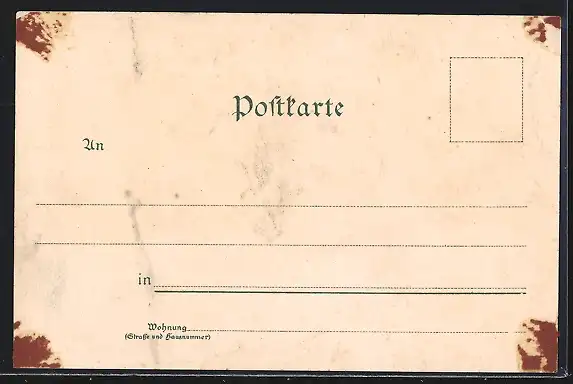 Poſtkarte
An
in
Wohnung
(Straße und Hausnummer)